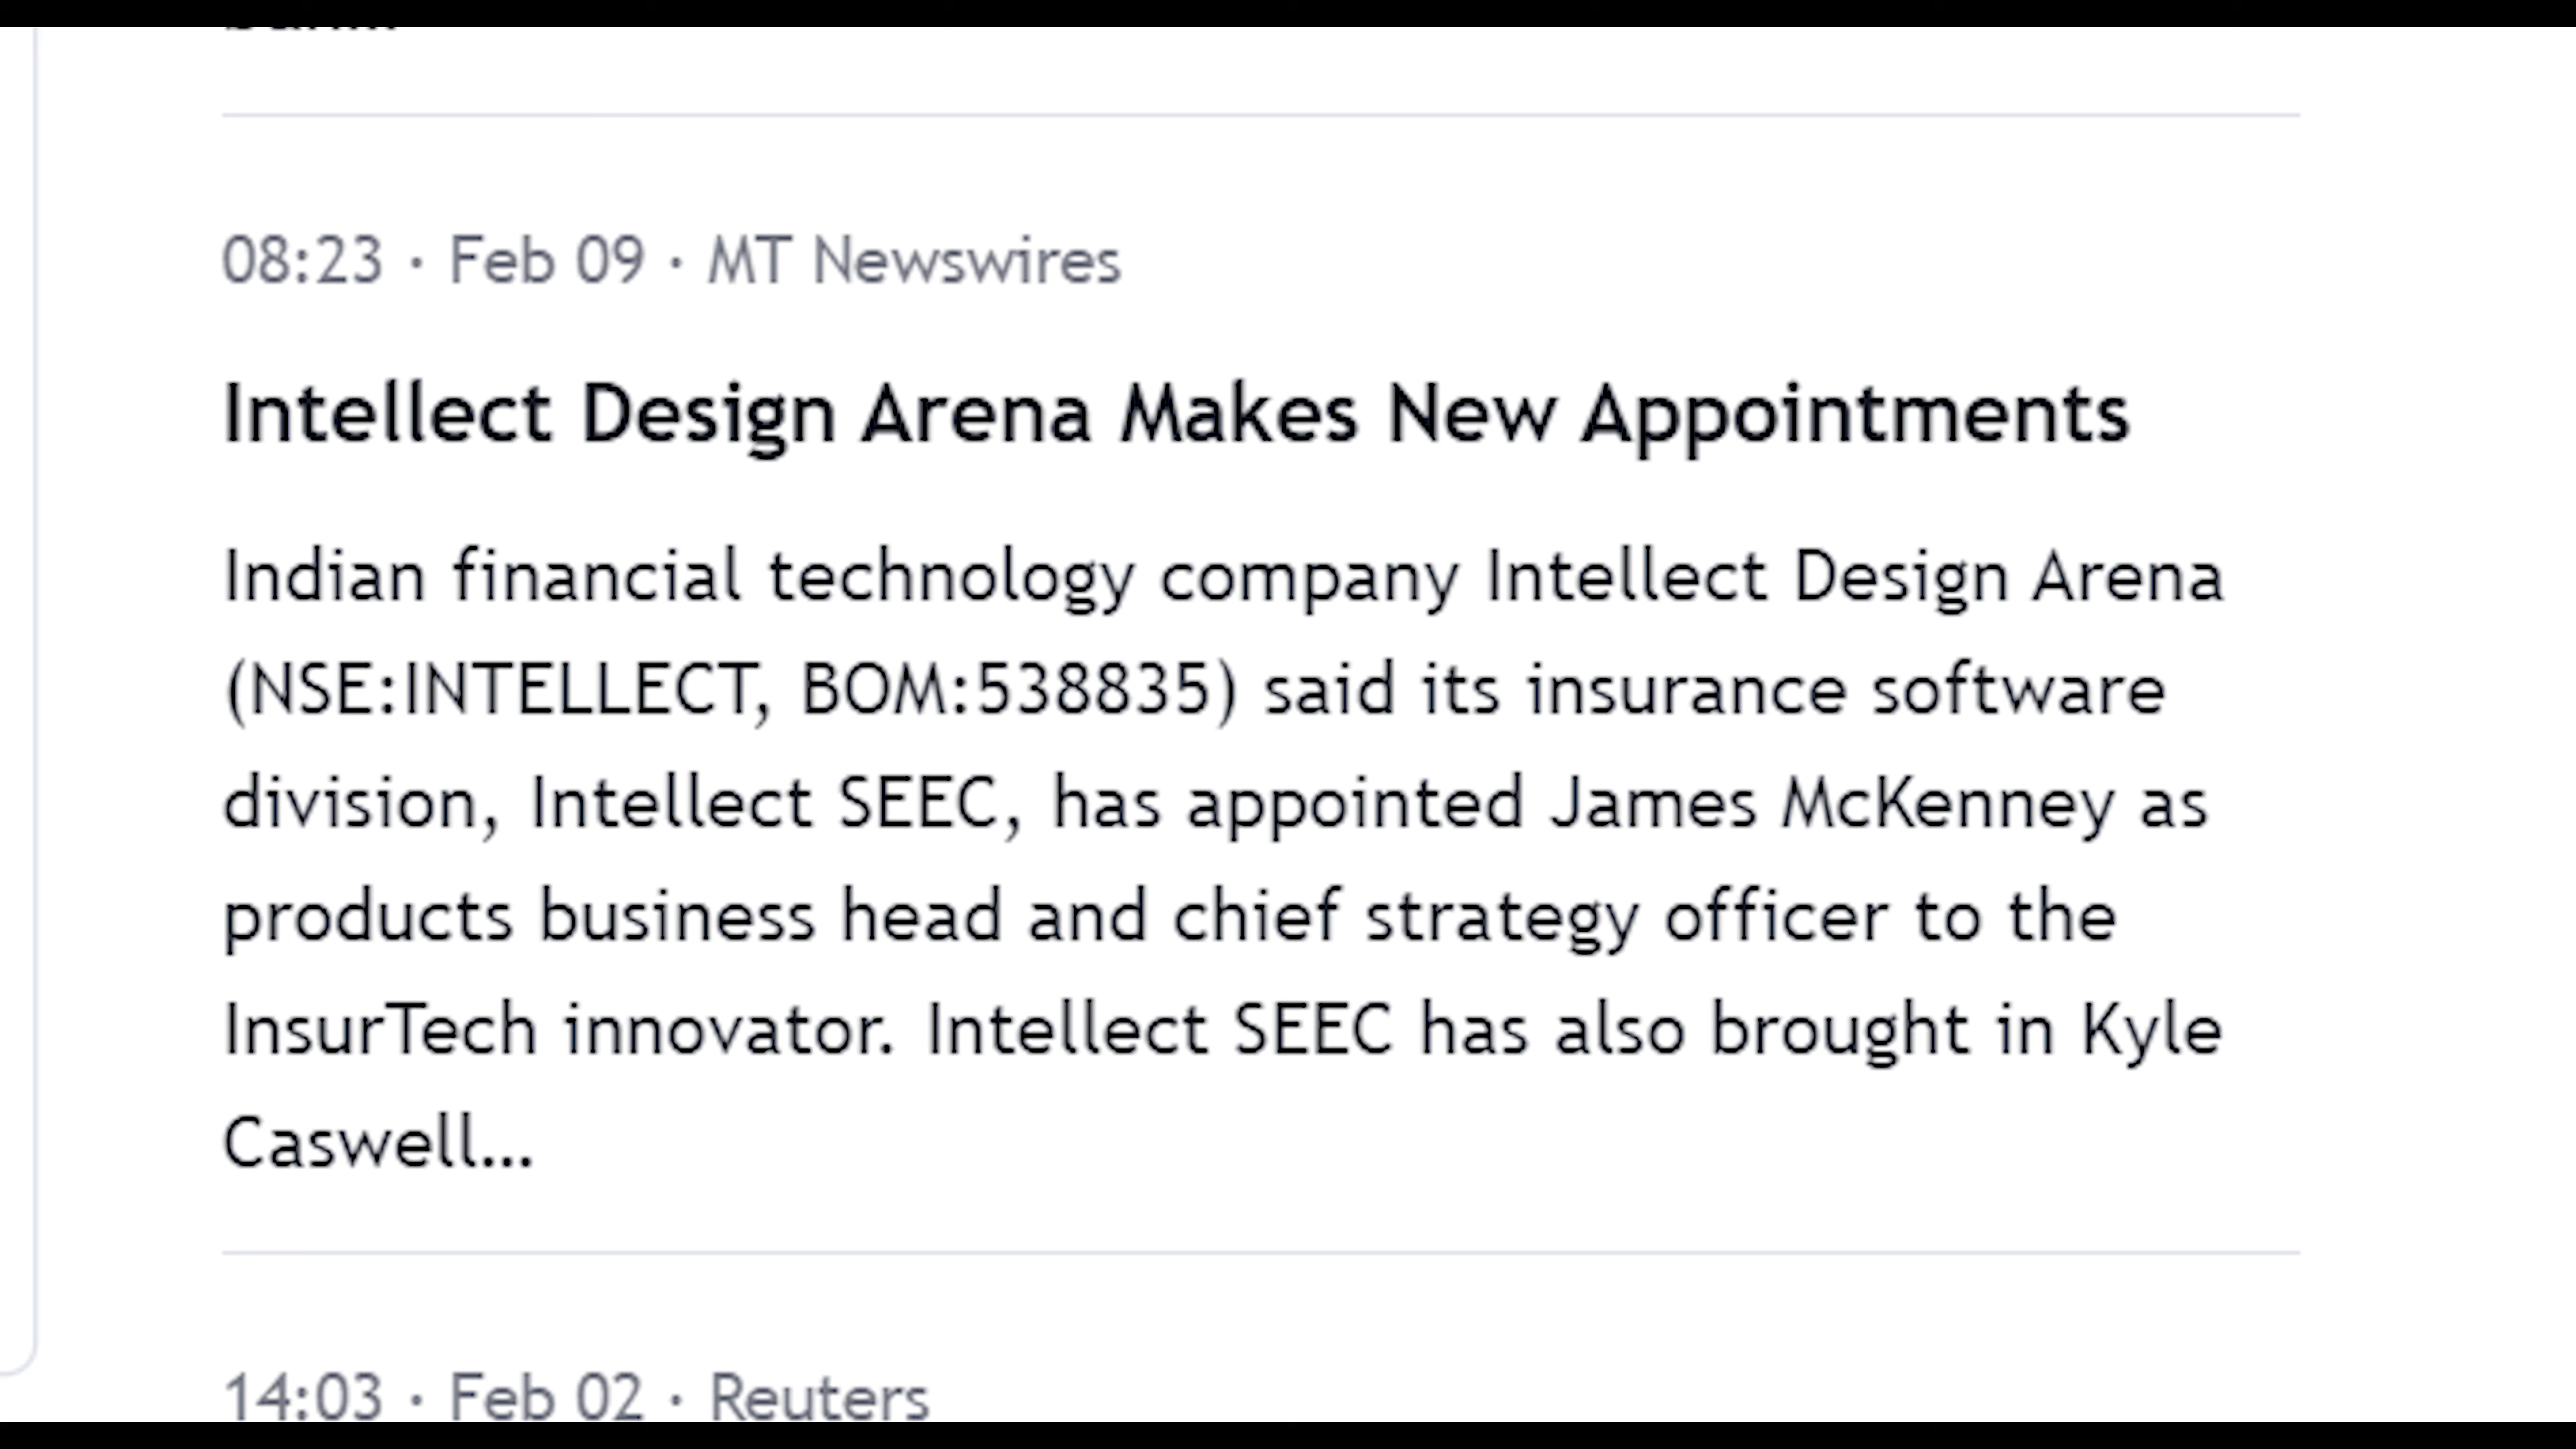 08:23 · Feb 09 · MT Newswires
Intellect Design Arena Makes New Appointments
Indian financial technology company Intellect Design Arena
(NSE:INTELLECT, BOM:538835) said its insurance software
division, Intellect SEEC, has appointed James McKenney as
products business head and chief strategy officer to the
InsurTech innovator. Intellect SEEC has also brought in Kyle
Caswell...
14:03 · Feb 02 · Reuters